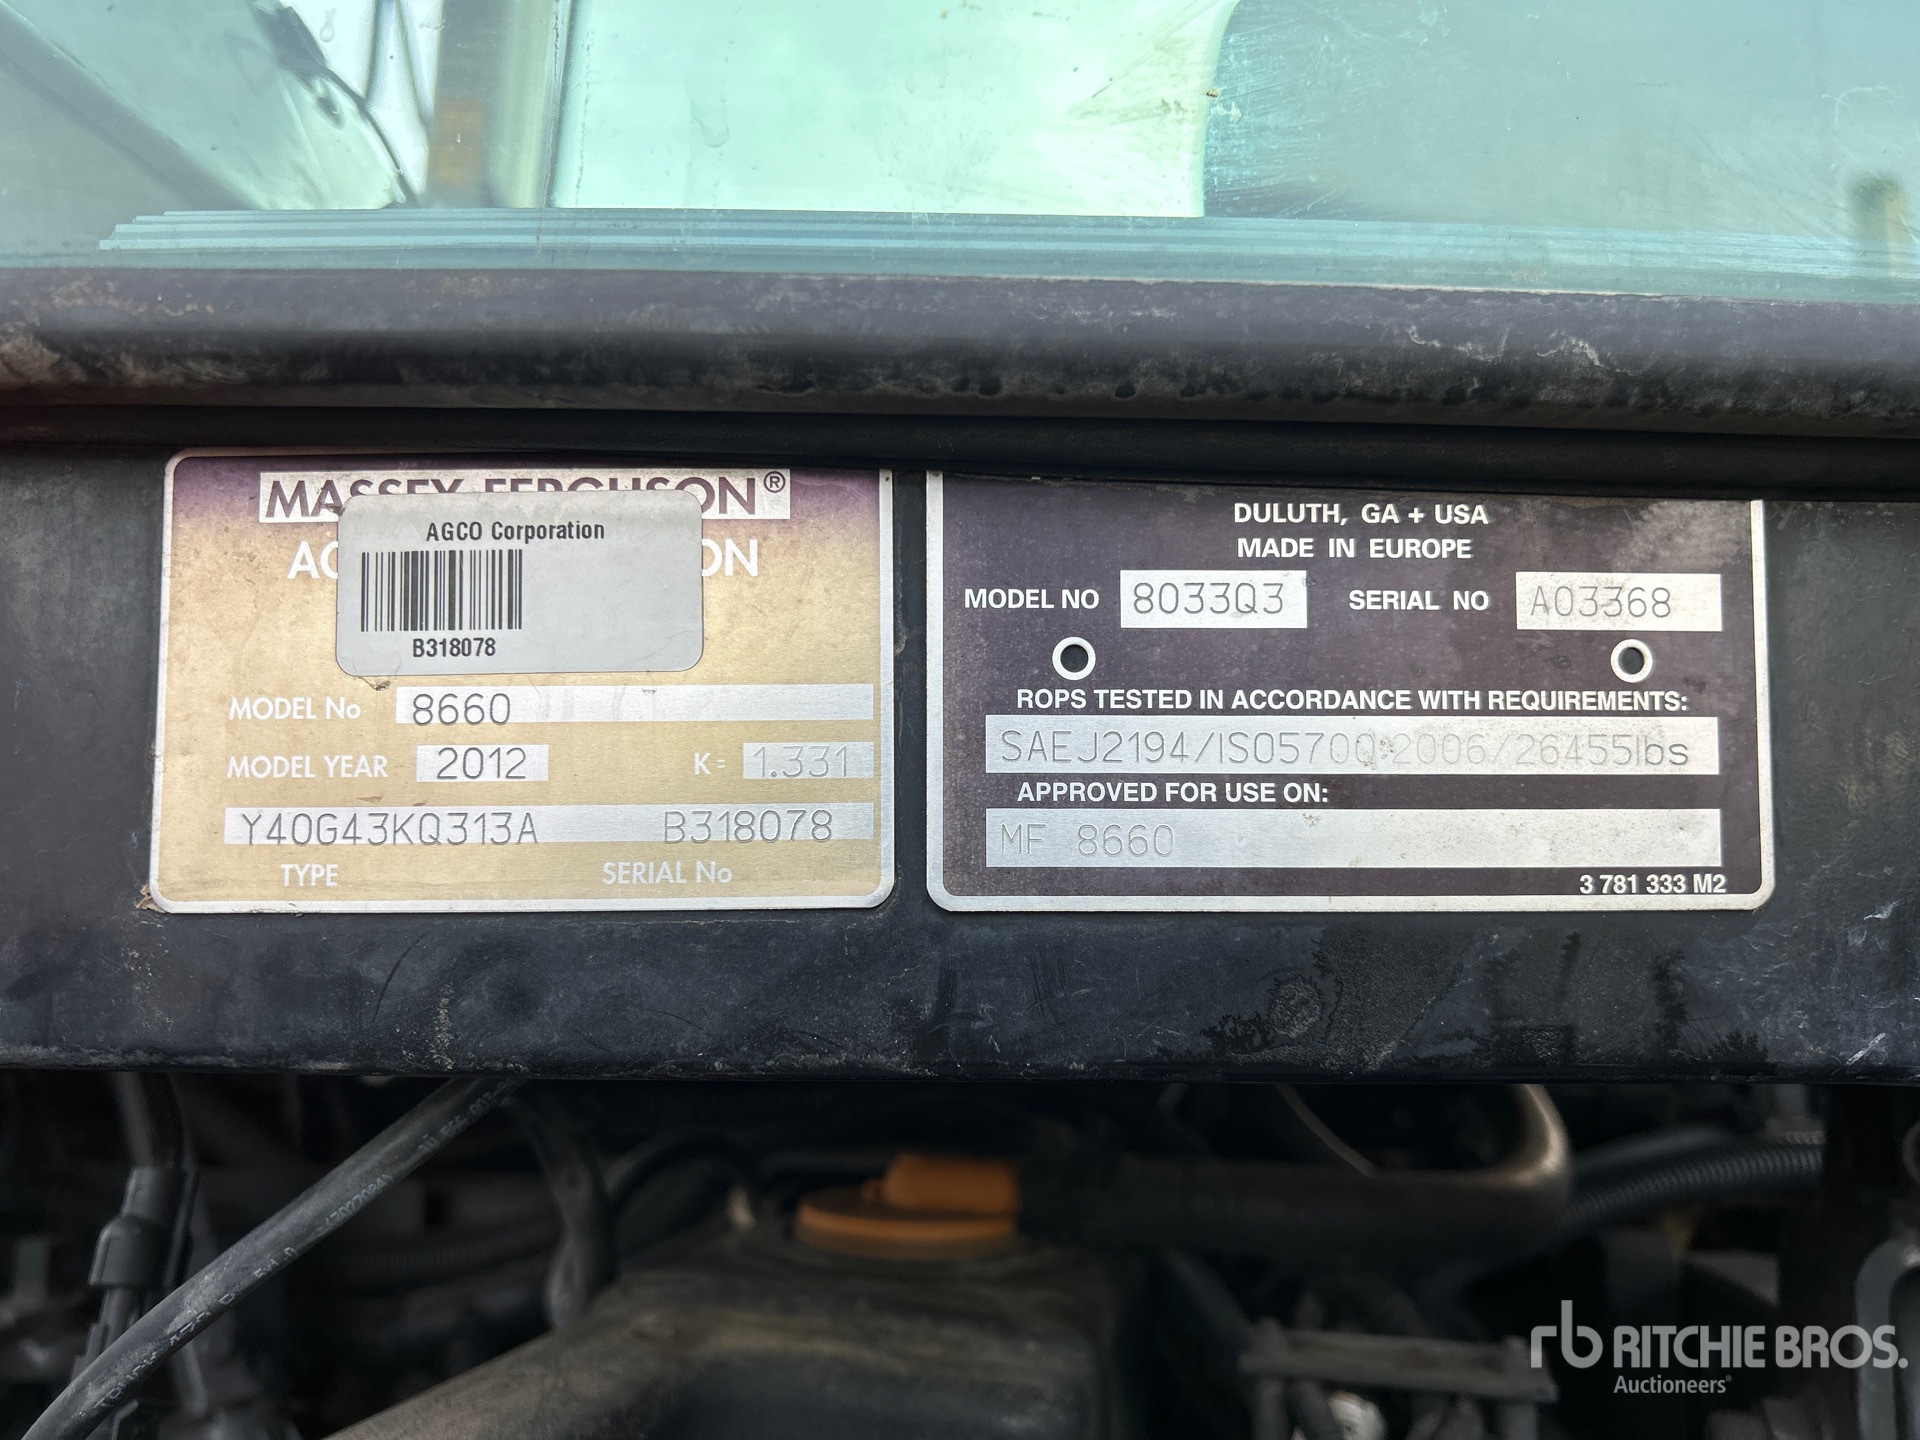 MASSEY FERGUSON®
AGCO Corporation
B318078
MODEL No 8660
MODEL YEAR 2012 K= 1.331
Y40G43KQ313A B318078
TYPE SERIAL No
DULUTH, GA + USA
MADE IN EUROPE
MODEL NO 8033Q3 SERIAL NO A03368
ROPS TESTED IN ACCORDANCE WITH REQUIREMENTS:
SAEJ2194/ISO5700:2006/26455lbs
APPROVED FOR USE ON:
MF 8660
3 781 333 M2
rb RITCHIE BROS.
Auctioneers®